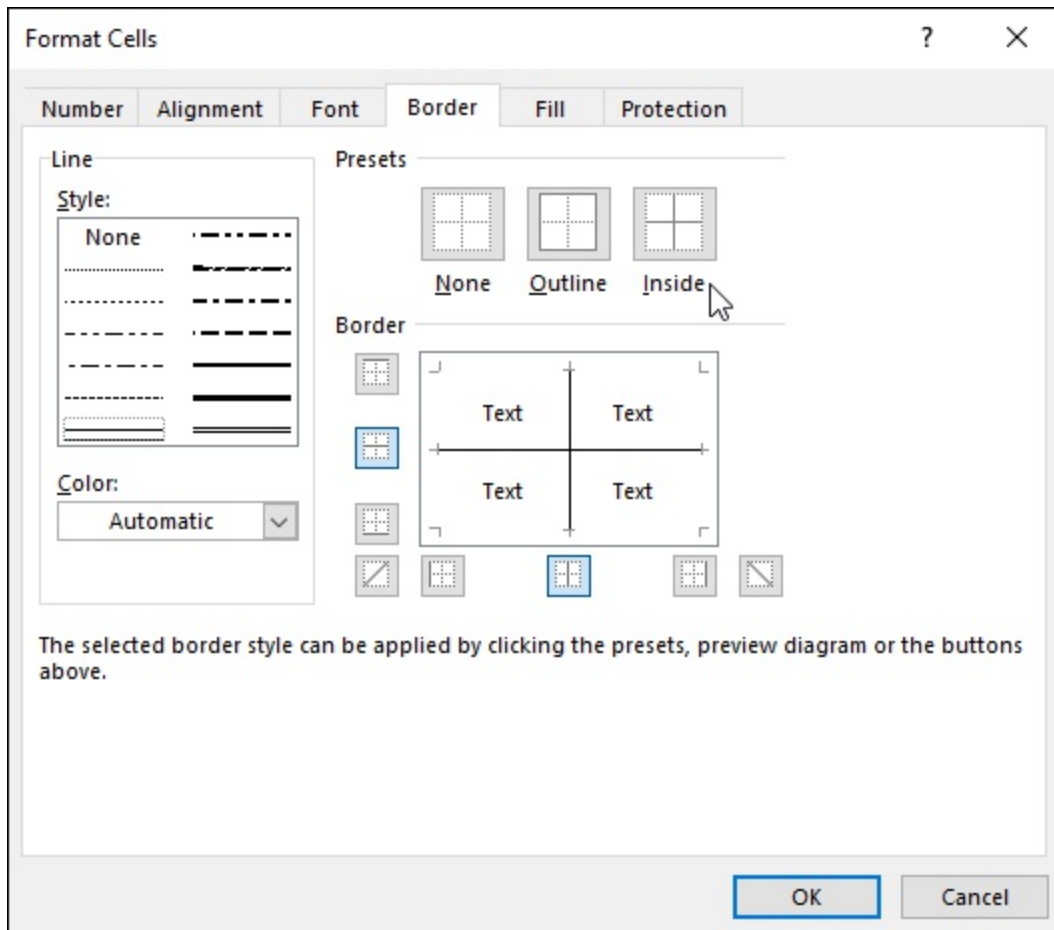 Format Cells ?
Number Alignment Font Border Fill Protection
Line
Style:
None
Color:
Automatic
Presets
None Outline Inside
Border
Text Text
Text Text
The selected border style can be applied by clicking the presets, preview diagram or the buttons
above.
OK Cancel